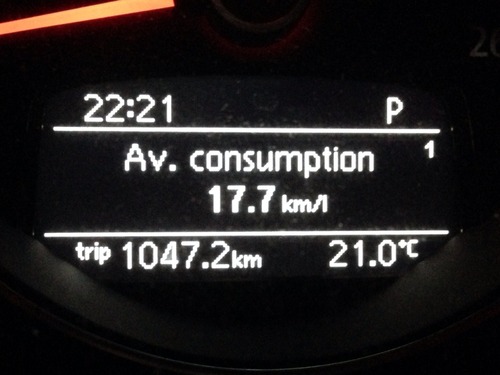 22:21 P
Av. consumption 1
17.7 km/l
trip 1047.2km 21.0°C